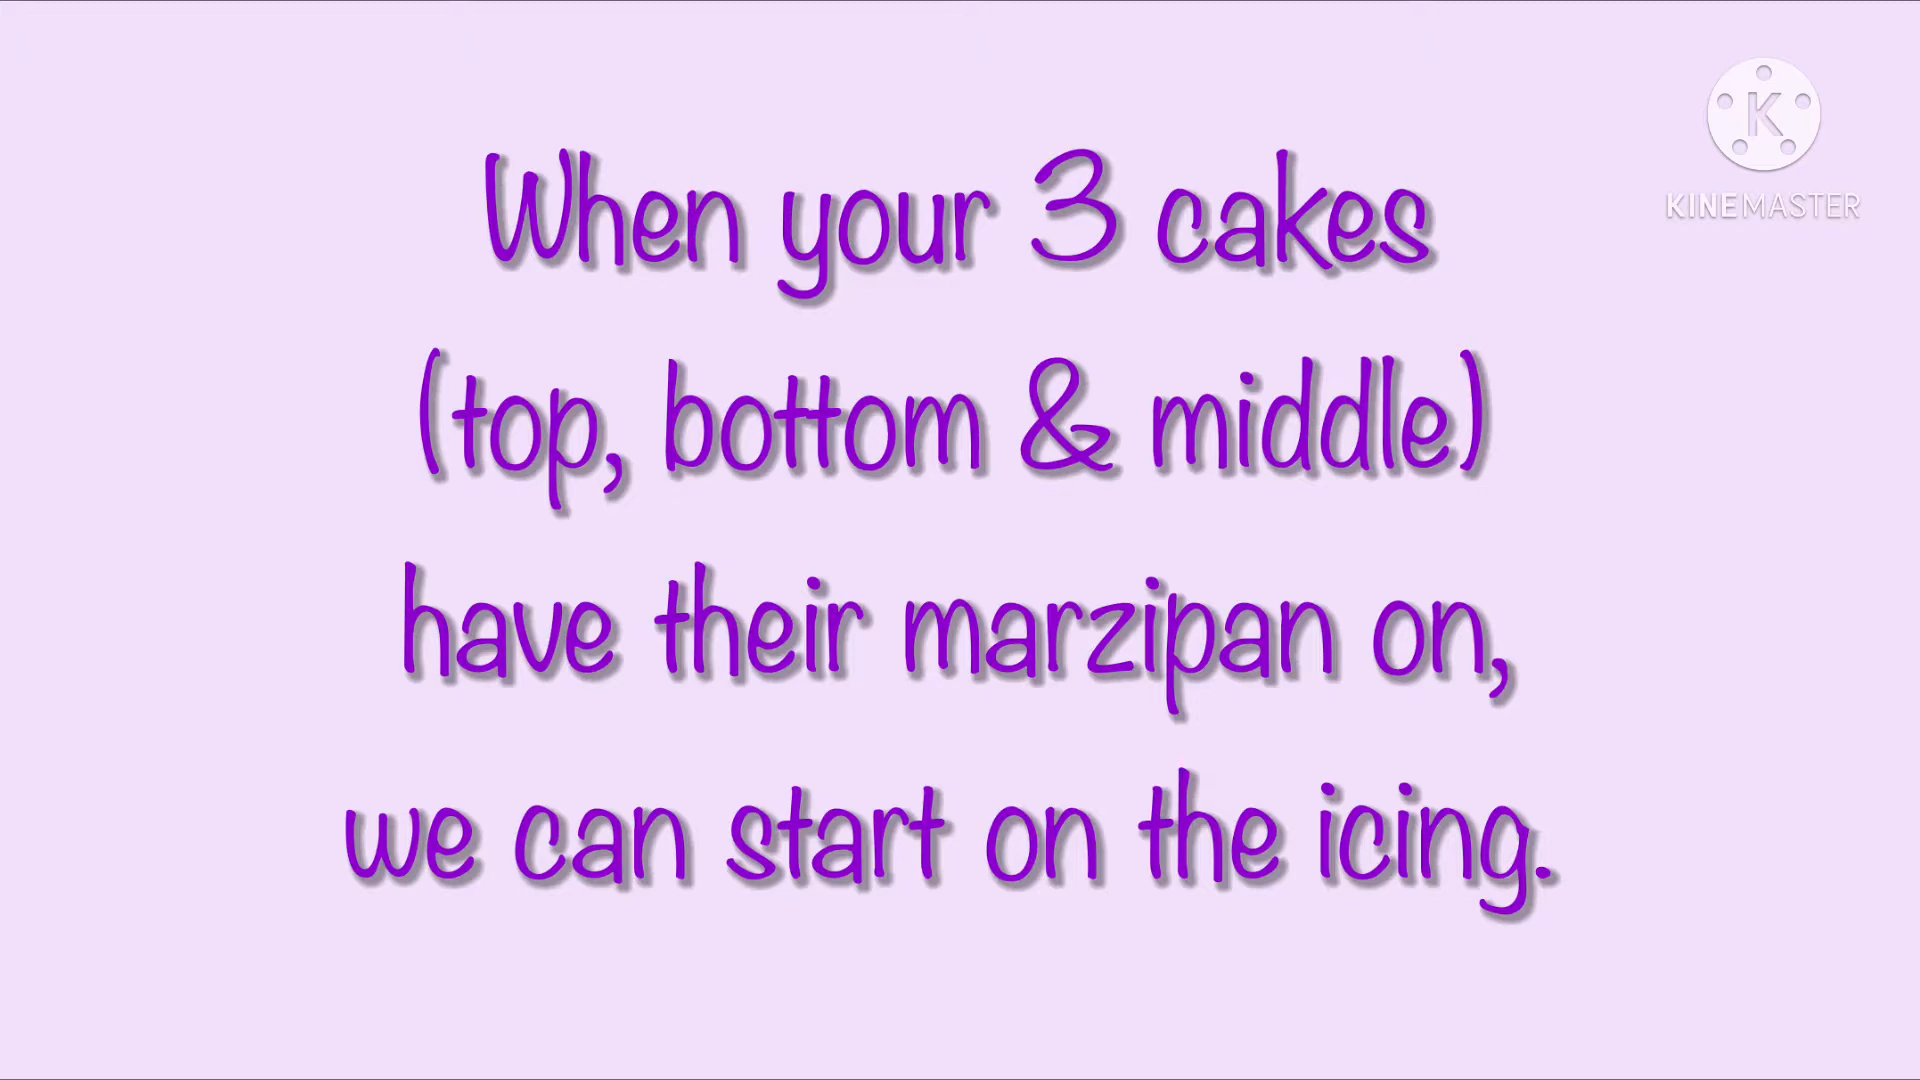 When your 3 cakes
(top, bottom & middle)
have their marzipan on,
we can start on the icing.
K
KINEMASTER